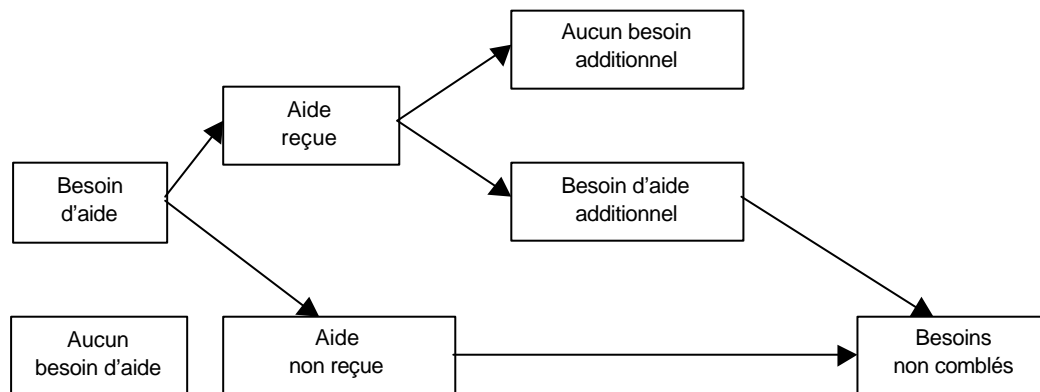 Aucun besoin
additionnel
Aide
reçue
Besoin
d'aide
Besoin d'aide
additionnel
Aucun
besoin d'aide
Aide
non reçue
Besoins
non comblés